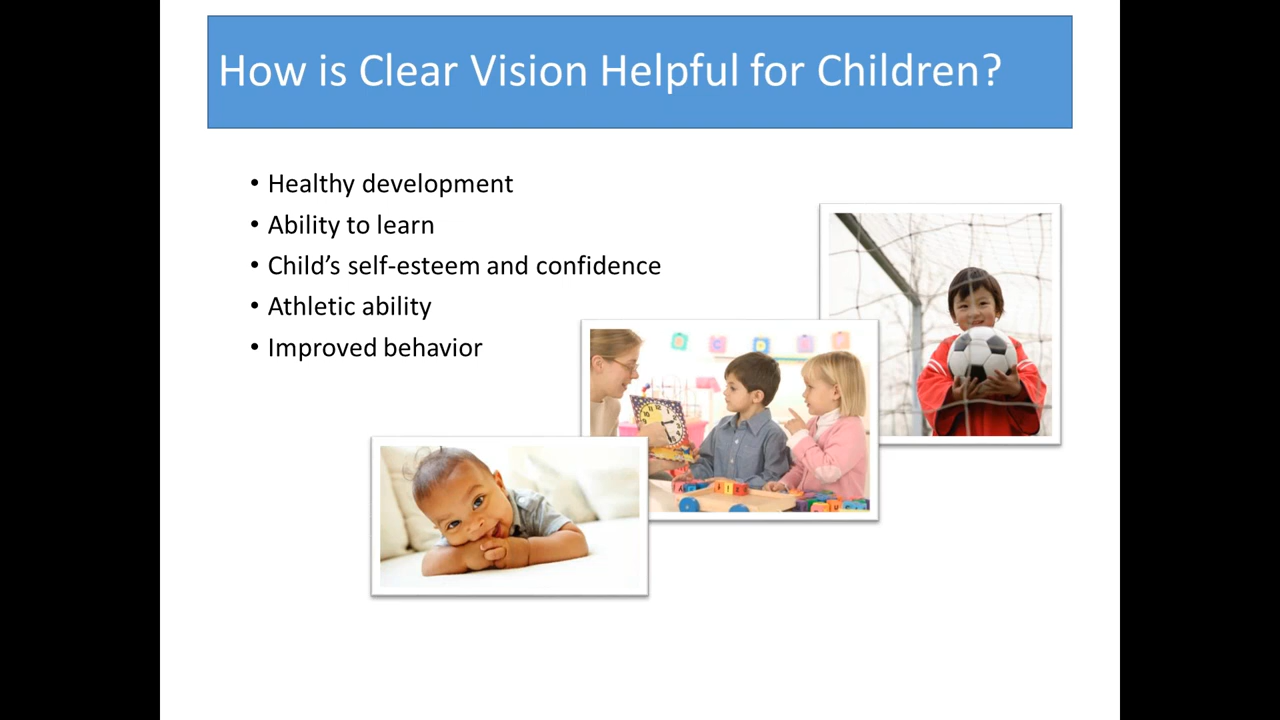 How is Clear Vision Helpful for Children?
• Healthy development
• Ability to learn
• Child’s self-esteem and confidence
• Athletic ability
• Improved behavior